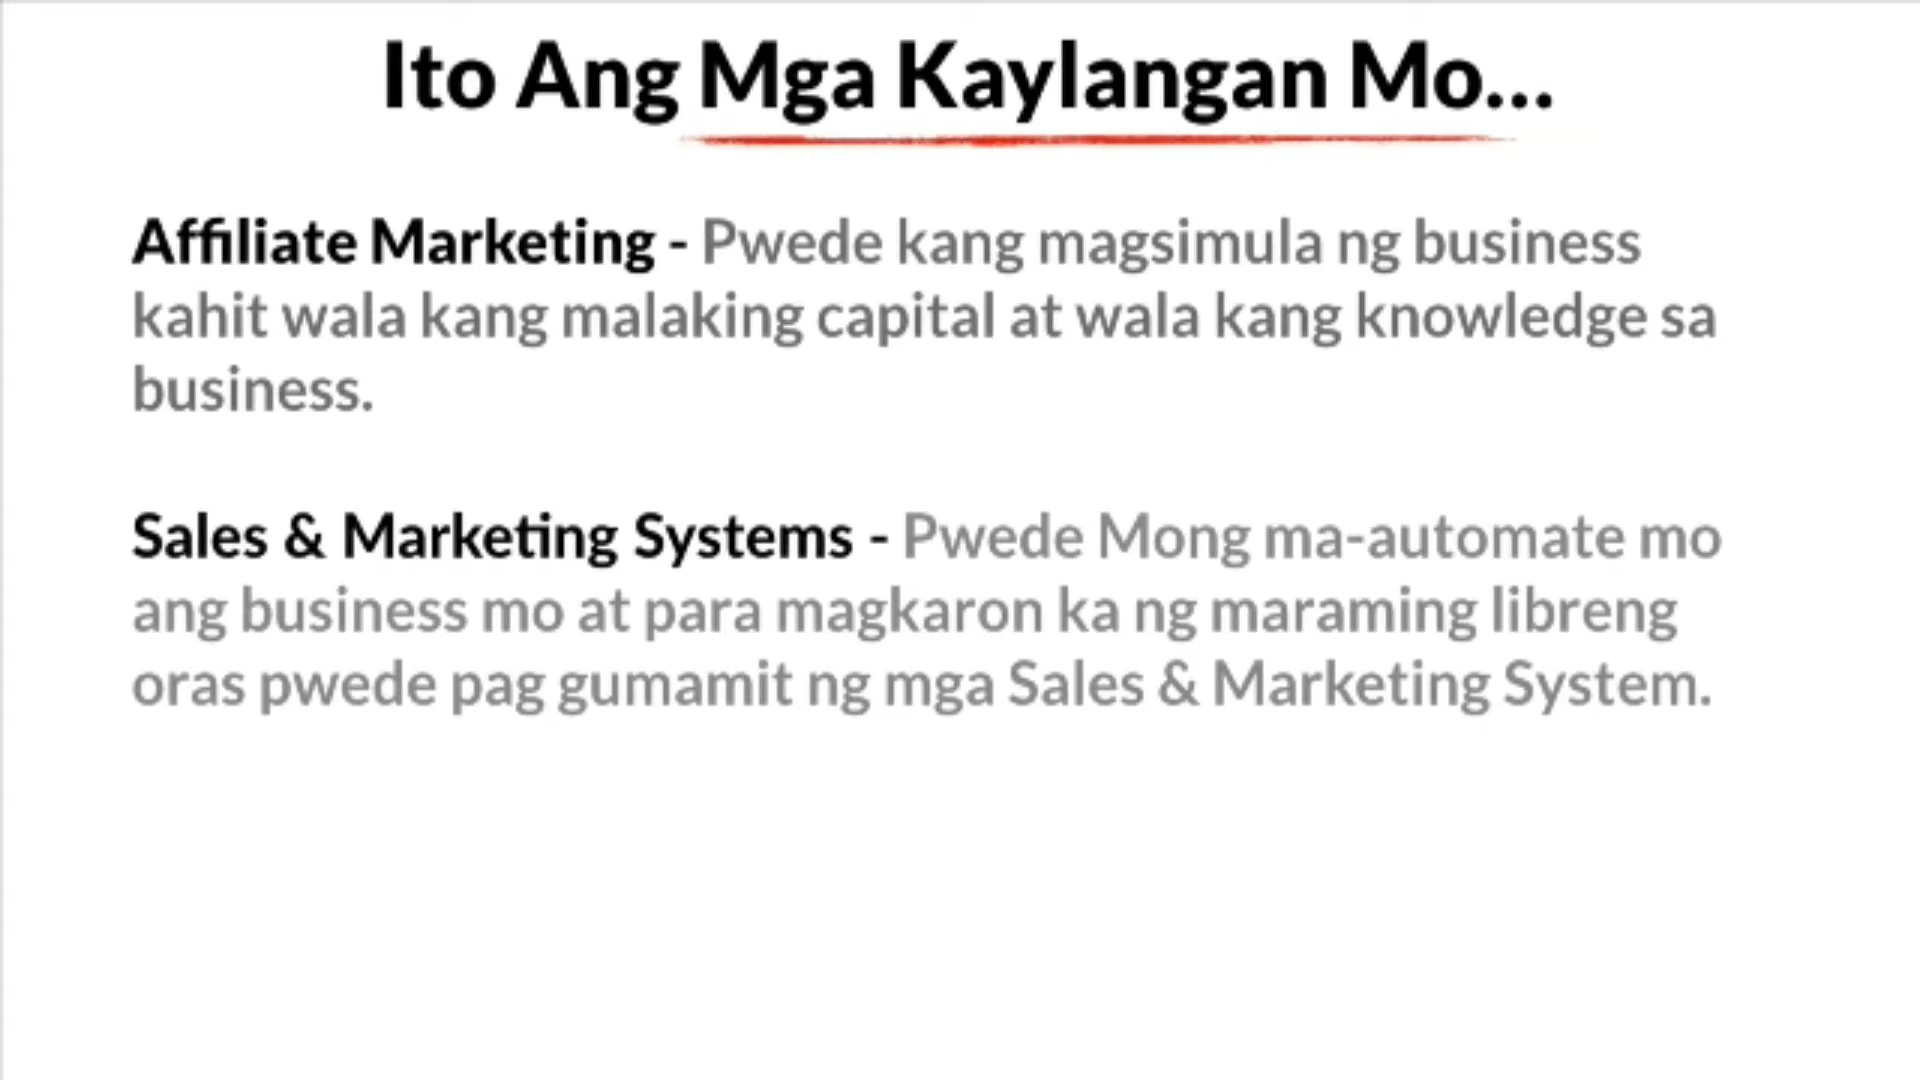 Ito Ang Mga Kaylangan Mo...
Affiliate Marketing - Pwede kang magsimula ng business
kahit wala kang malaking capital at wala kang knowledge sa
business.
Sales & Marketing Systems - Pwede Mong ma-automate mo
ang business mo at para magkaron ka ng maraming libreng
oras pwede pag gumamit ng mga Sales & Marketing System.